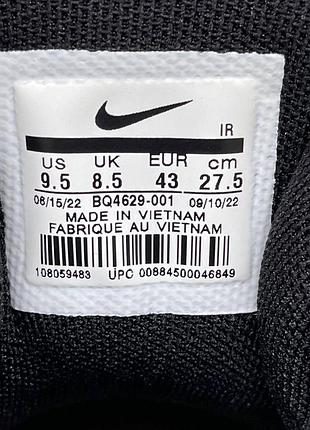 IR
US UK EUR cm
9.5 8.5 43 27.5
06/15/22 BQ4629-001 09/10/22
MADE IN VIETNAM
FABRIQUE AU VIETNAM
108059483 UPC 00884500046849